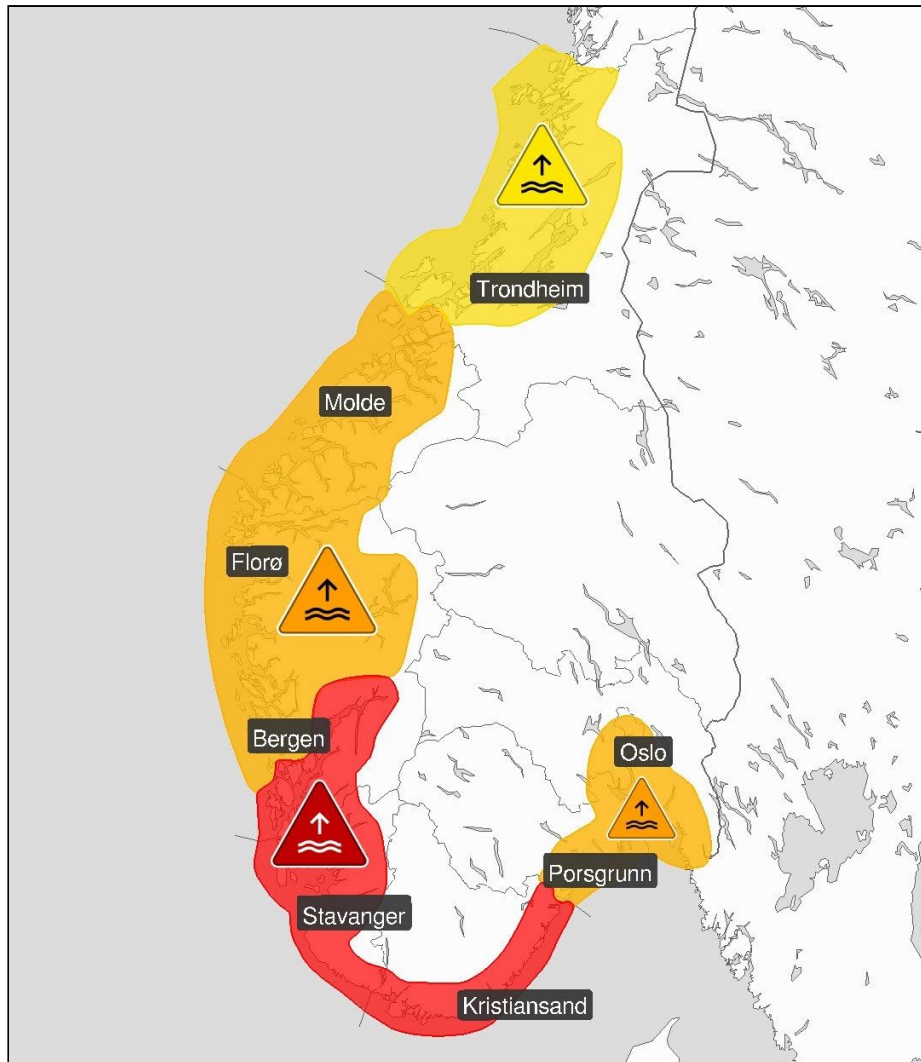 Trondheim
Molde
Florø
Bergen
Oslo
Porsgrunn
Stavanger
Kristiansand